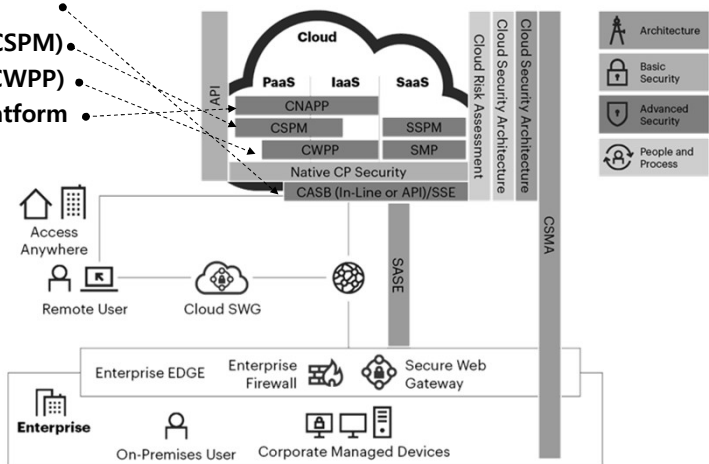 CSPM)
CWPP)
API
Cloud
PaaS
IaaS
SaaS
CNAPP
CSPM
SSPM
CWPP
SMP
Native CP Security
CASB (In-Line or API)/SSE
Cloud Risk Assessment
Cloud Security Architecture
Cloud Security Architecture
CSMA
SASE
Architecture
Basic
Security
Advanced
Security
People and
Process
Access
Anywhere
Remote User
Cloud SWG
Enterprise EDGE
Enterprise
Firewall
Secure Web
Gateway
Enterprise
On-Premises User
Corporate Managed Devices